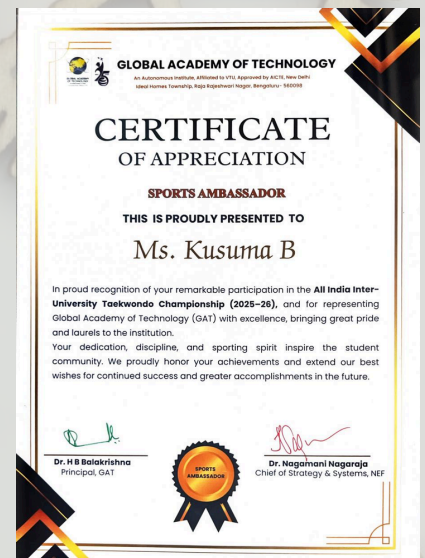 GLOBAL ACADEMY OF TECHNOLOGY
An Autonomous Institute, Affiliated to VTU, Approved by AICTE, New Delhi
Ideal Homes Township, Raja Rajeshwari Nagar, Bengaluru - 560098
CERTIFICATE
OF APPRECIATION
SPORTS AMBASSADOR
THIS IS PROUDLY PRESENTED TO
Ms. Kusuma B
In proud recognition of your remarkable participation in the All India Inter-
University Taekwondo Championship (2025–26), and for representing
Global Academy of Technology (GAT) with excellence, bringing great pride
and laurels to the institution.
Your dedication, discipline, and sporting spirit inspire the student
community. We proudly honor your achievements and extend our best
wishes for continued success and greater accomplishments in the future.
SPORTS
AMBASSADOR
Dr. H B Balakrishna
Principal, GAT
Dr. Nagamani Nagaraja
Chief of Strategy & Systems, NEF